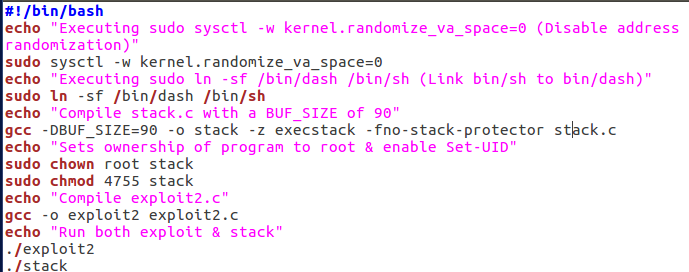 #!/bin/bash
echo "Executing sudo sysctl -w kernel.randomize_va_space=0 (Disable address
randomization)"
sudo sysctl -w kernel.randomize_va_space=0
echo "Executing sudo ln -sf /bin/dash /bin/sh (Link bin/sh to bin/dash)"
sudo ln -sf /bin/dash /bin/sh
echo "Compile stack.c with a BUF_SIZE of 90"
gcc -DBUF_SIZE=90 -o stack -z execstack -fno-stack-protector stack.c
echo "Sets ownership of program to root & enable Set-UID"
sudo chown root stack
sudo chmod 4755 stack
echo "Compile exploit2.c"
gcc -o exploit2 exploit2.c
echo "Run both exploit & stack"
./exploit2
./stack